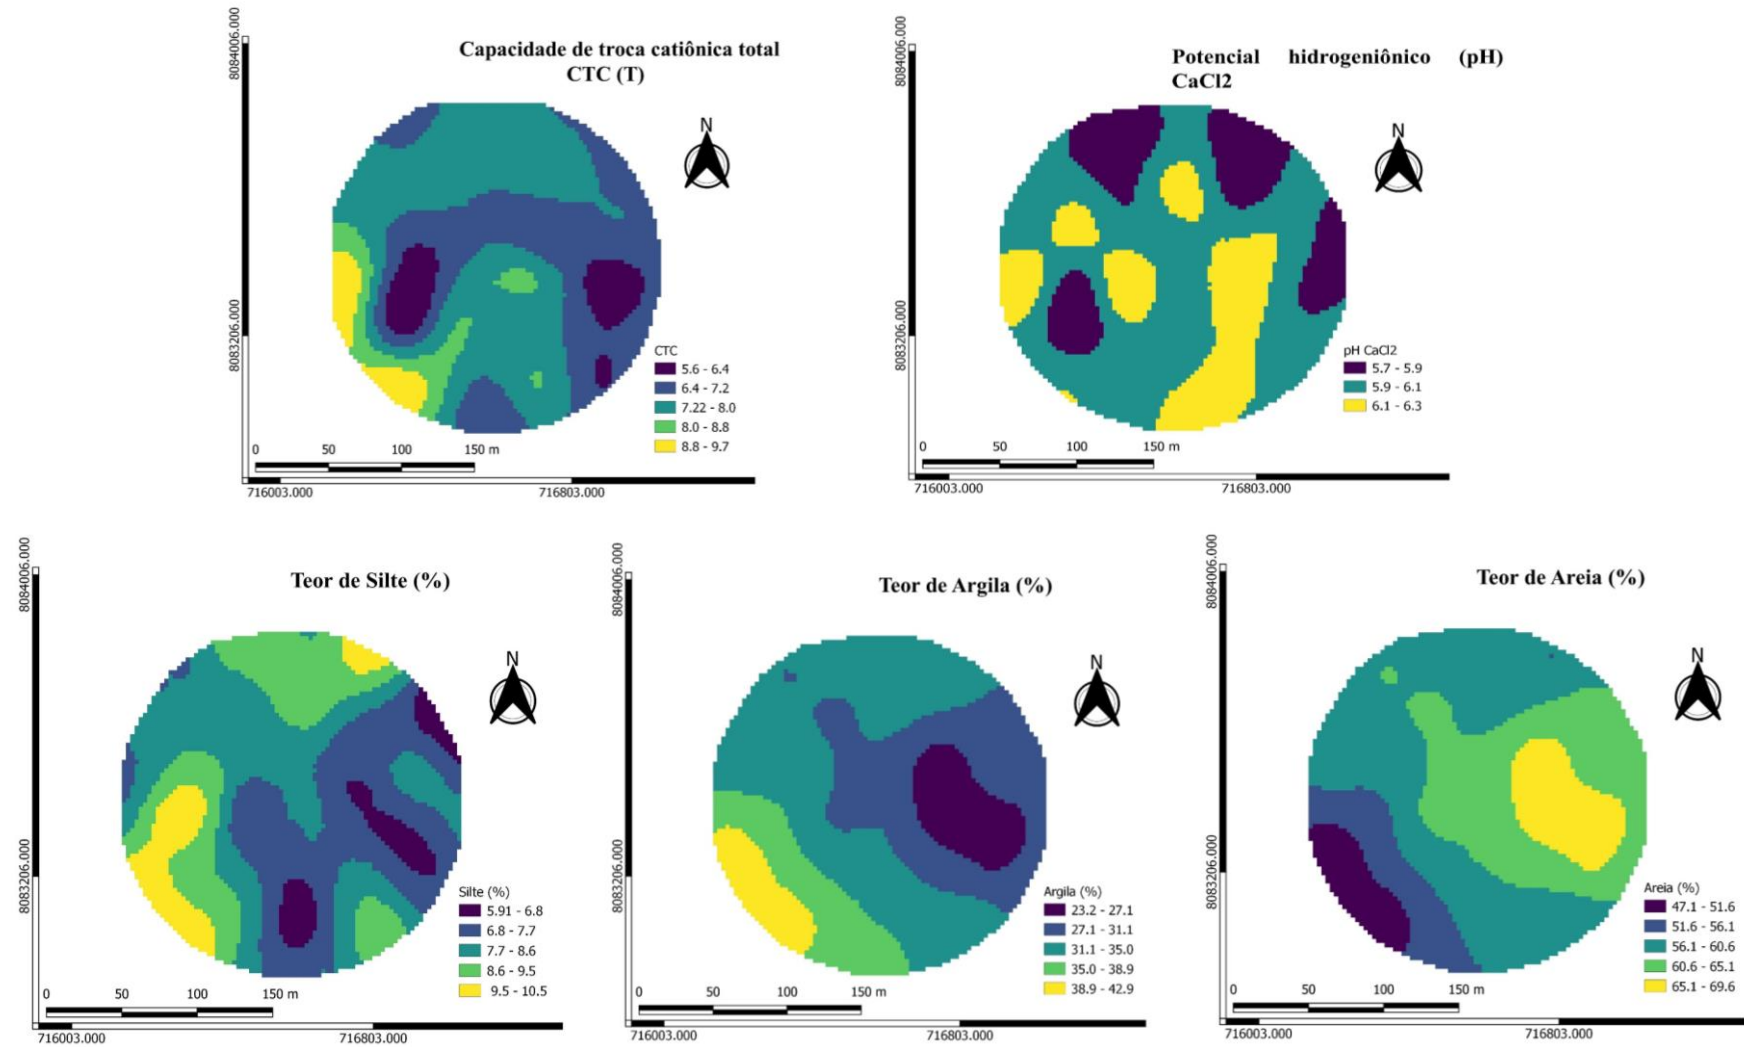 Capacidade de troca catiônica total
CTC (T)
8084006.000
8083206.000
N
CTC
5.6 - 6.4
6.4 - 7.2
7.22 - 8.0
8.0 - 8.8
8.8 - 9.7
0 50 100 150 m
716003.000 716803.000
Potencial hidrogeniônico (pH)
CaCl2
8084006.000
8083206.000
N
pH CaCl2
5.7 - 5.9
5.9 - 6.1
6.1 - 6.3
0 50 100 150 m
716003.000 716803.000
Teor de Silte (%)
8084006.000
8083206.000
N
Silte (%)
5.91 - 6.8
6.8 - 7.7
7.7 - 8.6
8.6 - 9.5
9.5 - 10.5
0 50 100 150 m
716003.000 716803.000
Teor de Argila (%)
8084006.000
8083206.000
N
Argila (%)
23.2 - 27.1
27.1 - 31.1
31.1 - 35.0
35.0 - 38.9
38.9 - 42.9
0 50 100 150 m
716003.000 716803.000
Teor de Areia (%)
8084006.000
8083206.000
N
Areia (%)
47.1 - 51.6
51.6 - 56.1
56.1 - 60.6
60.6 - 65.1
65.1 - 69.6
0 50 100 150 m
716003.000 716803.000